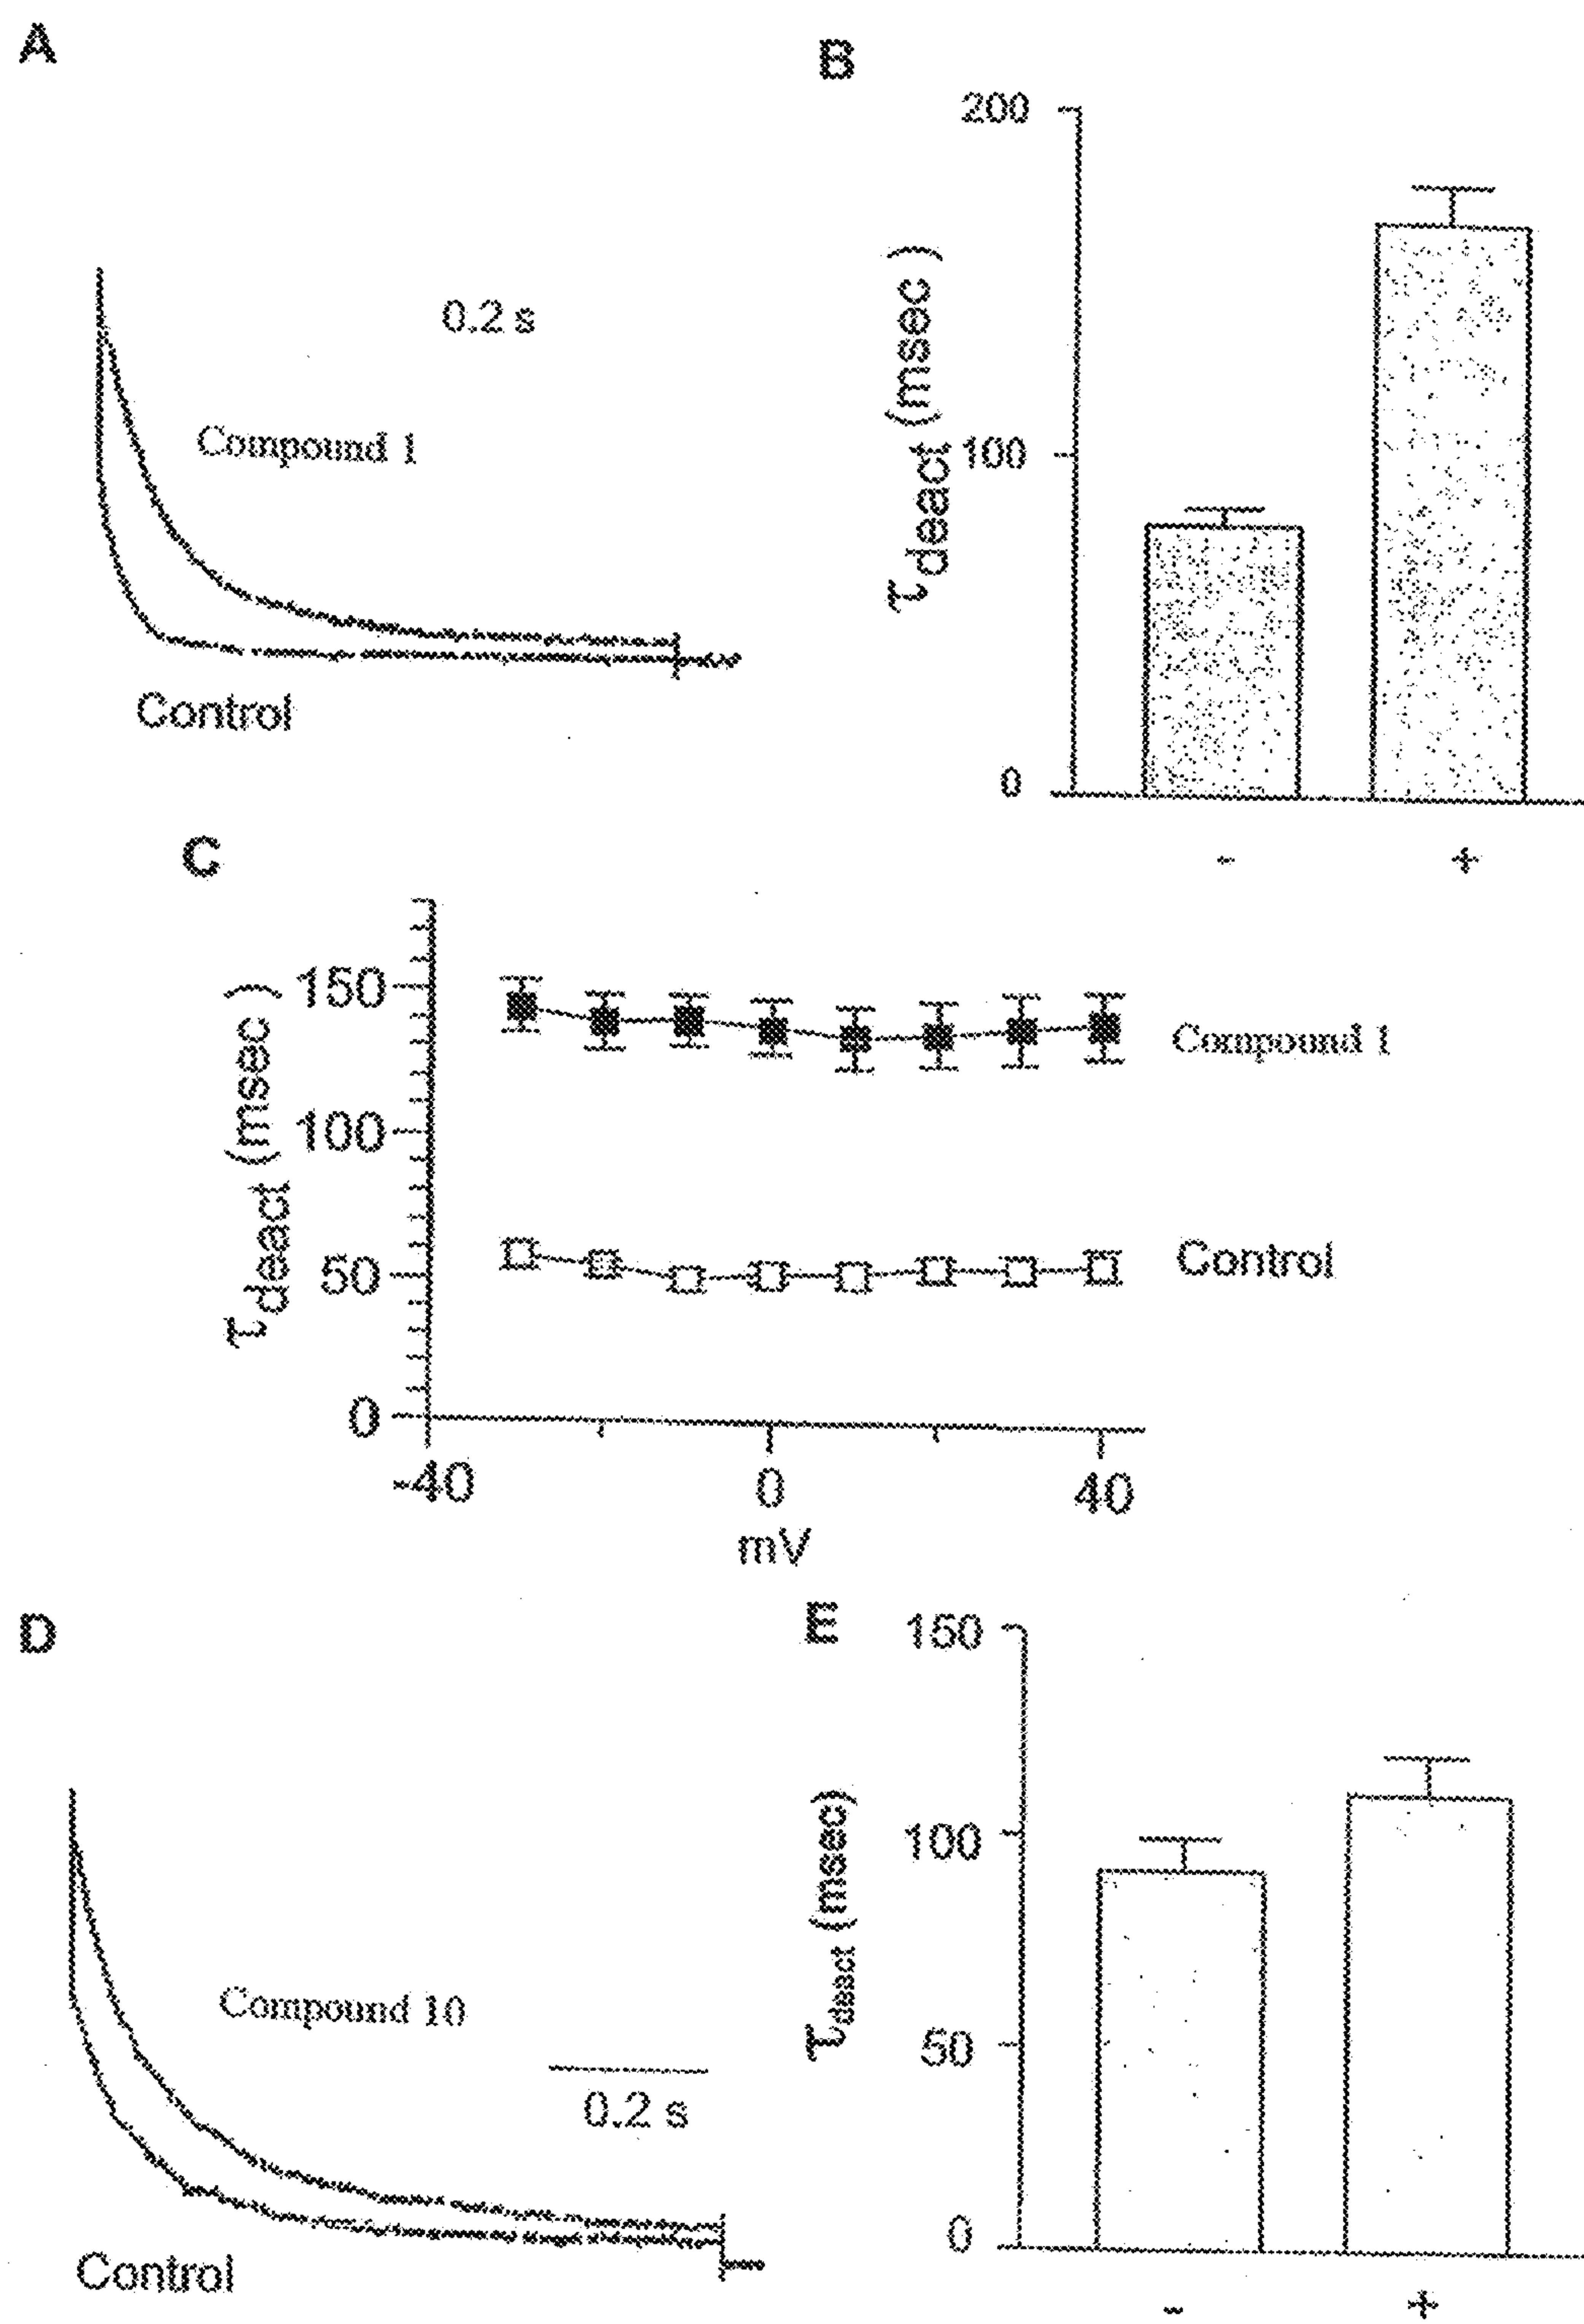 A
0.2 s
Compound 1
Control
B
200
100
0
τdeact (msec )
- +
C
150
100
50
0
τdeact (msec )
Compound 1
Control
-40 0 40
mV
D
Compound 10
0.2 s
Control
E
150
100
50
0
τdeact (msec)
- +